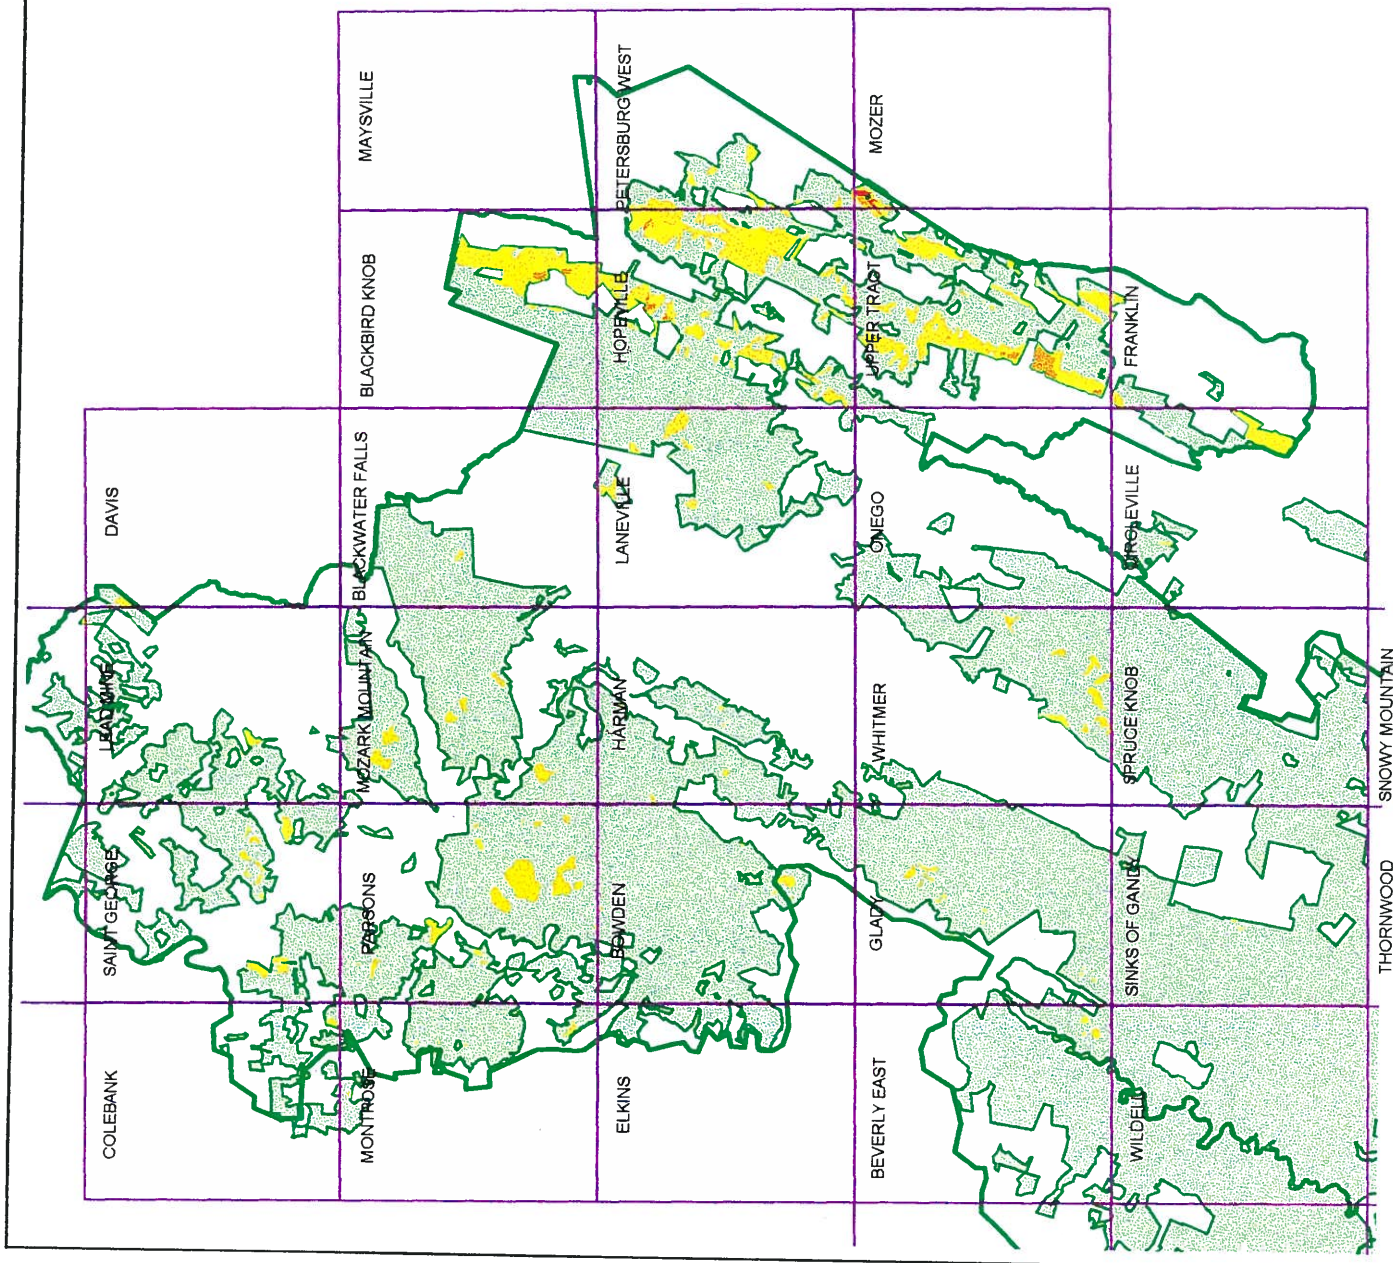 MAYSVILLE
PETERSBURG WEST
MOZER
BLACKBIRD KNOB
HOPEVILLE
UPPER TRACT
FRANKLIN
DAVIS
BLACKWATER FALLS
LANEVILLE
ONEGO
CIRCLEVILLE
LEAD MINE
MOZARK MOUNTAIN
HARMAN
WHITMER
SPRUCE KNOB
SNOWY MOUNTAIN
SAINT GEORGE
PARSONS
BOWDEN
GLADY
SINKS OF GANDY
THORNWOOD
COLEBANK
MONTROSE
ELKINS
BEVERLY EAST
WILDELL